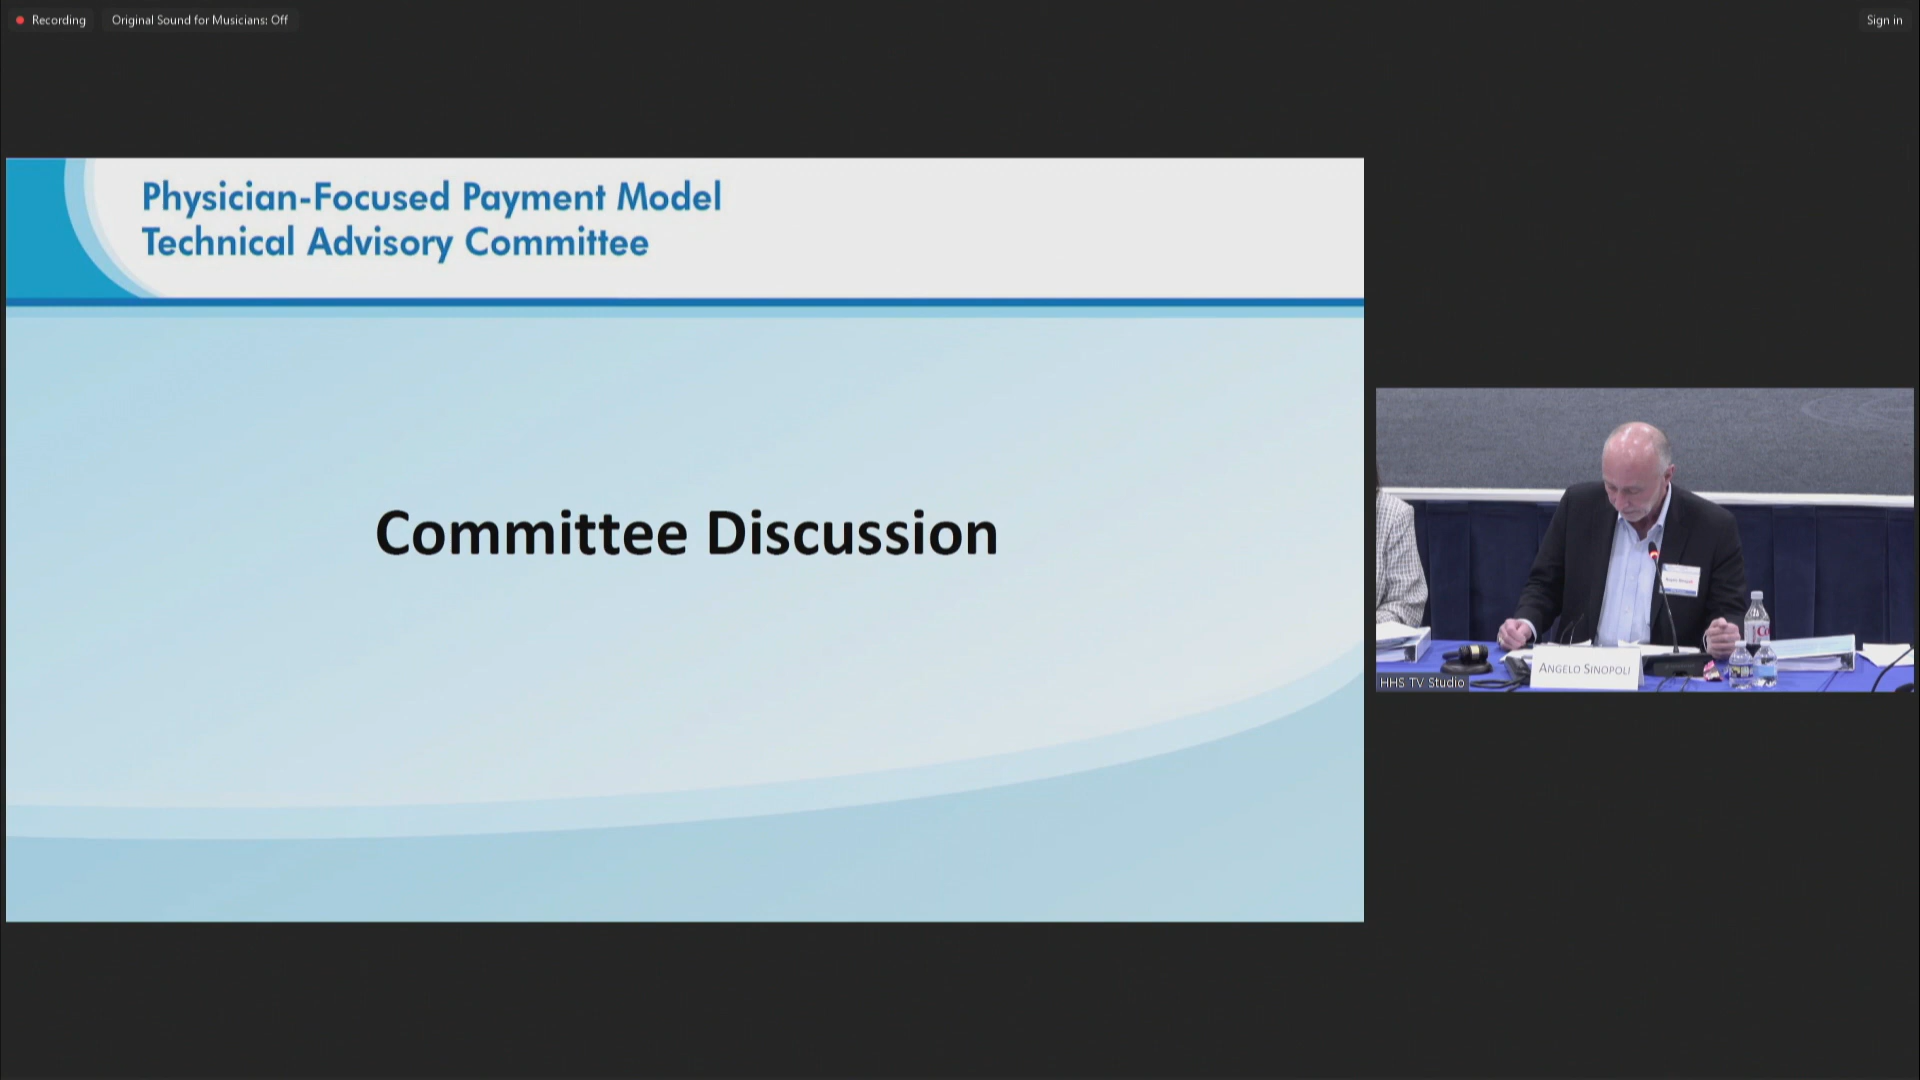 Recording
Original Sound for Musicians: Off
Sign in
Physician-Focused Payment Model
Technical Advisory Committee
Committee Discussion
ANGELO SINOPOLI
HHS TV Studio